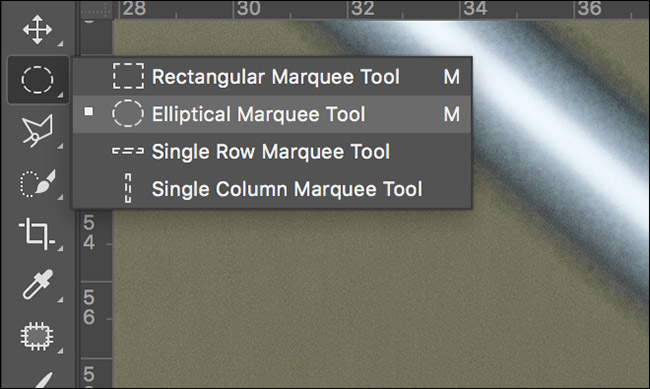 28 30 32 34 36
Rectangular Marquee Tool M
Elliptical Marquee Tool M
Single Row Marquee Tool
Single Column Marquee Tool
5
4
5
6
5